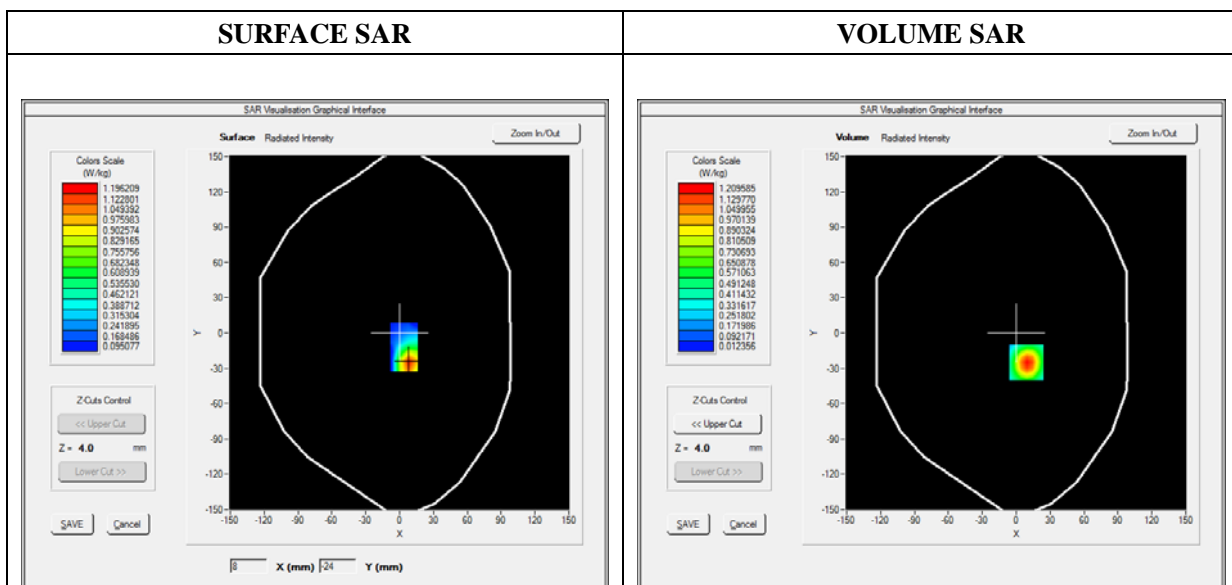 SURFACE SAR
VOLUME SAR
SAR Visualisation Graphical Interface
Surface Radiated Intensity
Zoom In/Out
Colors Scale
(W/kg)
1.196209
1.122801
1.049392
0.975983
0.902574
0.829165
0.755756
0.682348
0.608939
0.535530
0.462121
0.388712
0.315304
0.241895
0.168486
0.095077
Z-Cuts Control
<< Upper Cut
Z = 4.0 mm
Lower Cut >>
SAVE Cancel
150
120
90
60
30
0
-30
-60
-90
-120
-150
Y
-150 -120 -90 -60 -30 0 30 60 90 120 150
X
8 X (mm) -24 Y (mm)
SAR Visualisation Graphical Interface
Volume Radiated Intensity
Zoom In/Out
Colors Scale
(W/kg)
1.209585
1.129770
1.049955
0.970139
0.890324
0.810509
0.730693
0.650878
0.571063
0.491248
0.411432
0.331617
0.251802
0.171986
0.092171
0.012356
Z-Cuts Control
<< Upper Cut
Z = 4.0 mm
Lower Cut >>
SAVE Cancel
150
120
90
60
30
0
-30
-60
-90
-120
-150
Y
-150 -120 -90 -60 -30 0 30 60 90 120 150
X